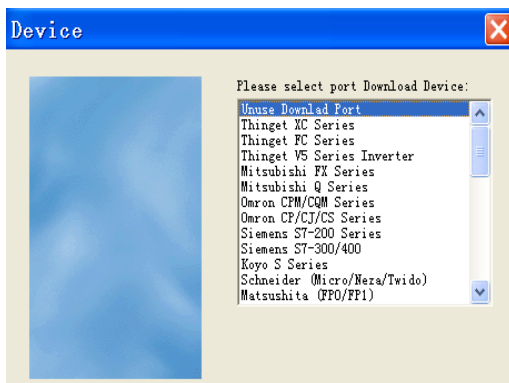 Device
Please select port Download Device:
Unuse Downlad Port
Thinget XC Series
Thinget FC Series
Thinget V5 Series Inverter
Mitsubishi FX Series
Mitsubishi Q Series
Omron CPM/CQM Series
Omron CP/CJ/CS Series
Siemens S7-200 Series
Siemens S7-300/400
Koyo S Series
Schneider (Micro/Neza/Twido)
Matsushita (FP0/FP1)